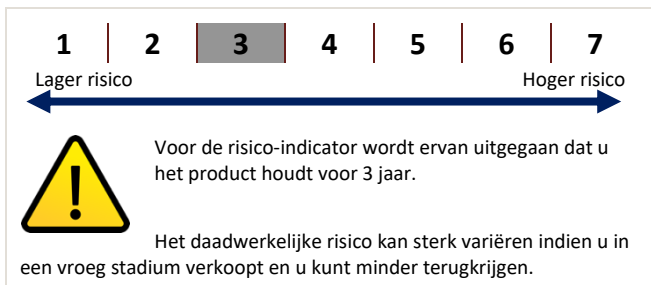 1 2 3 4 5 6 7
Lager risico Hoger risico
Voor de risico-indicator wordt ervan uitgegaan dat u
het product houdt voor 3 jaar.
Het daadwerkelijke risico kan sterk variëren indien u in
een vroeg stadium verkoopt en u kunt minder terugkrijgen.